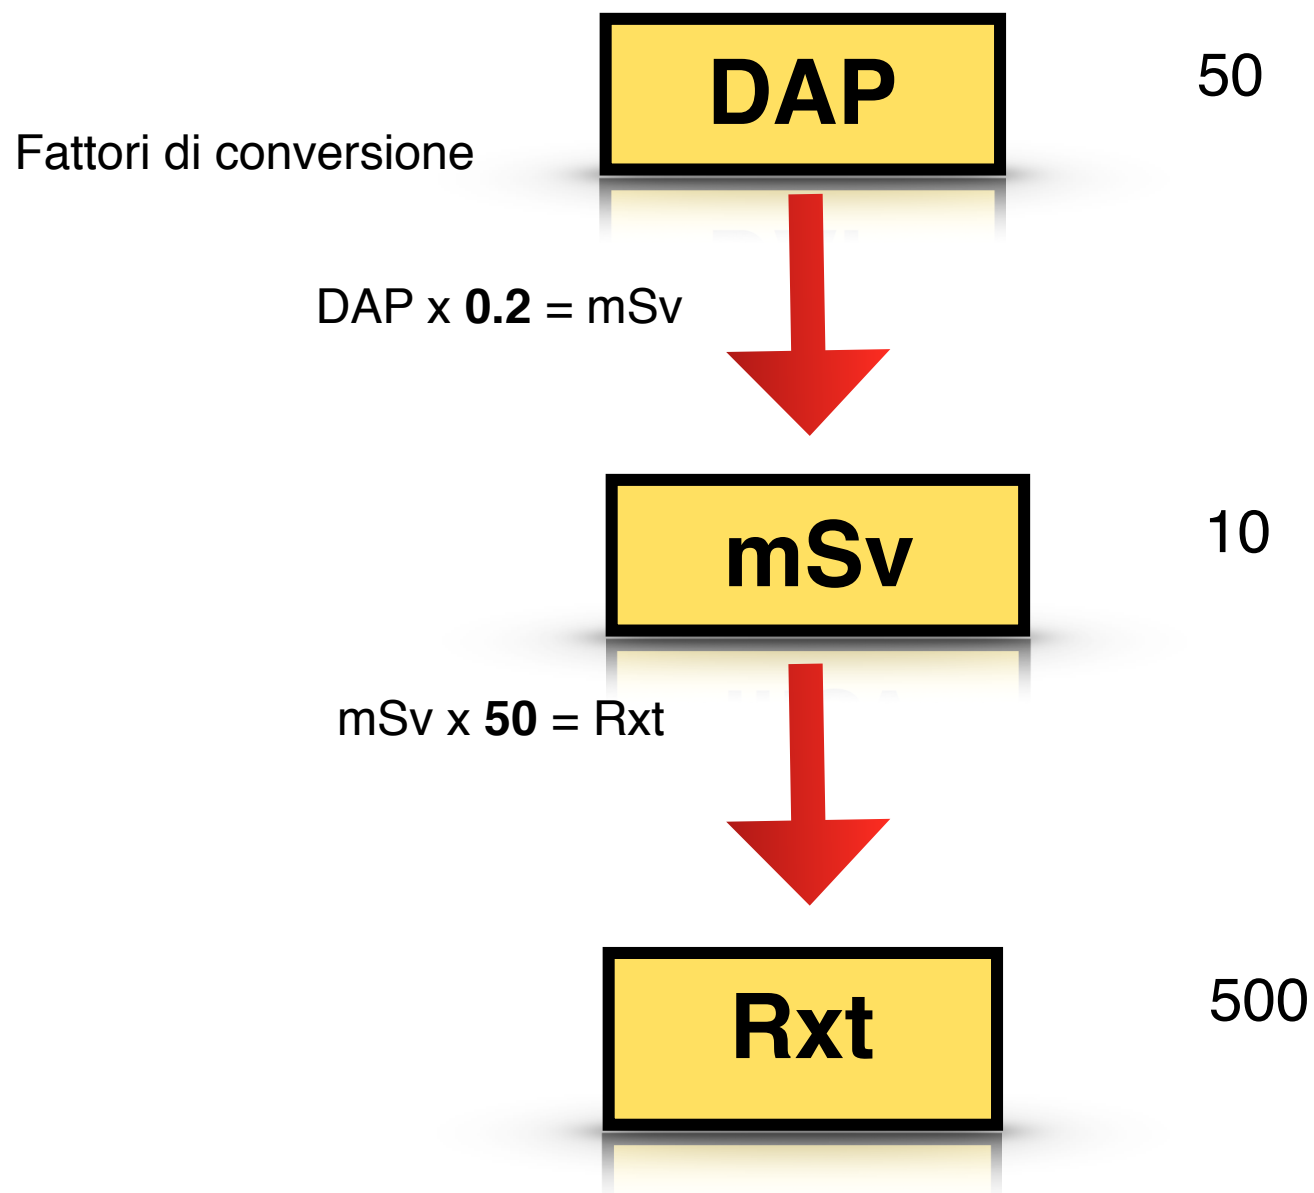 DAP
50
Fattori di conversione
DAP x 0.2 = mSv
mSv
10
mSv x 50 = Rxt
Rxt
500